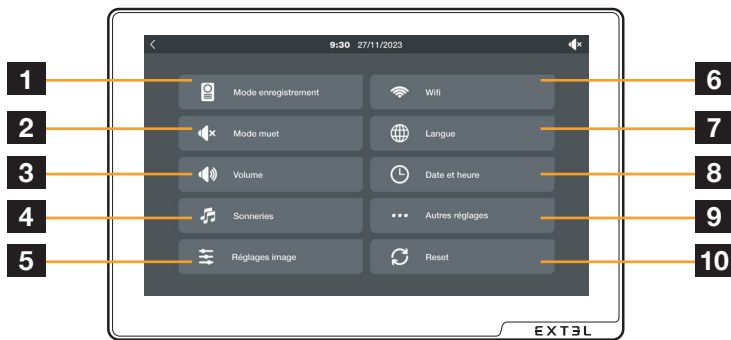 9:30 27/11/2023
1 Mode enregistrement Wifi 6
2 Mode muet Langue 7
3 Volume Date et heure 8
4 Sonneries Autres réglages 9
5 Réglages image Reset 10
EXTƎL